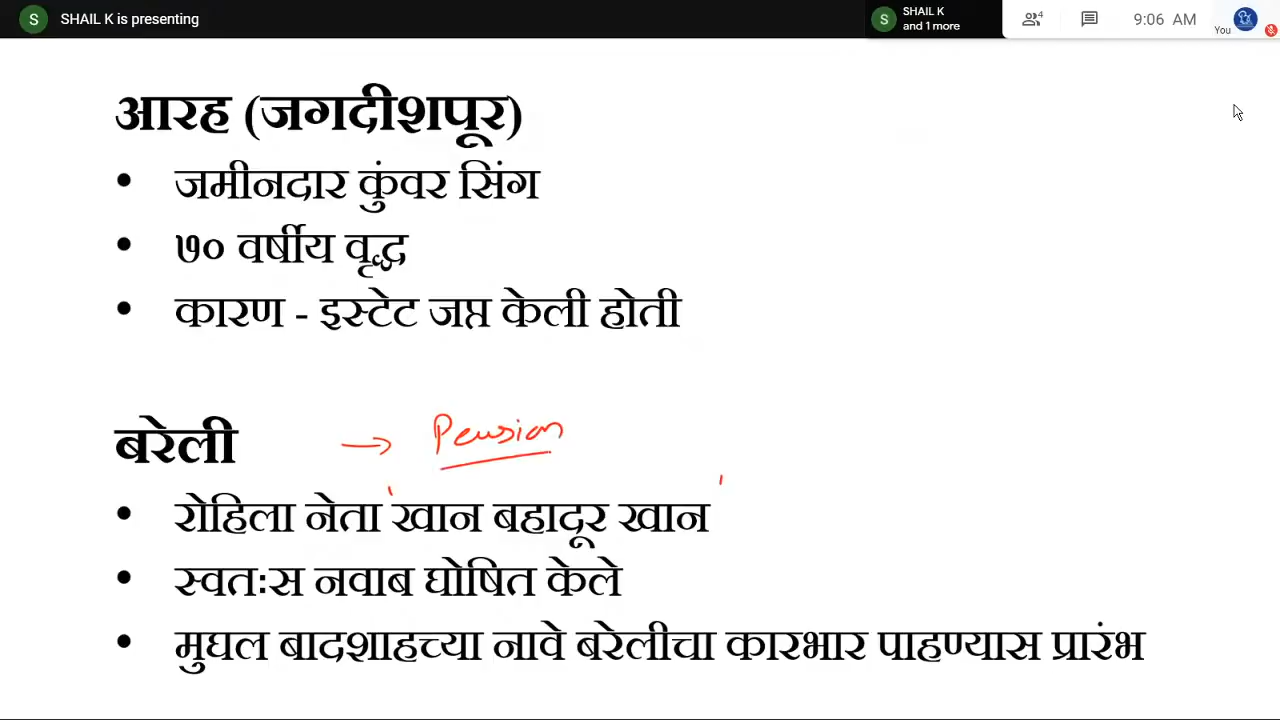 S SHAIL K is presenting
S SHAIL K and 1 more
4
9:06 AM
You
आरह (जगदीशपूर)
• जमीनदार कुंवर सिंग
• ७० वर्षीय वृद्ध
• कारण - इस्टेट जप्त केली होती
बरेली → Pension
• रोहिला नेता 'खान बहादूर खान'
• स्वतःस नवाब घोषित केले
• मुघल बादशाहच्या नावे बरेलीचा कारभार पाहण्यास प्रारंभ